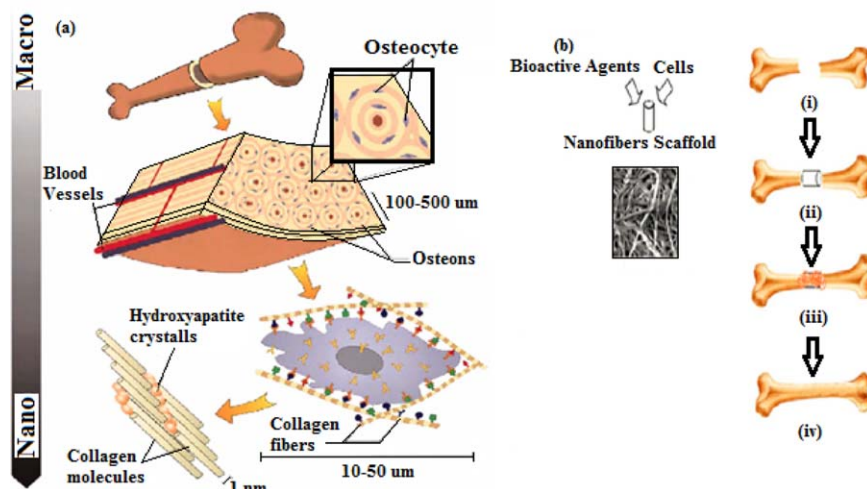 Macro
(a)
Osteocyte
Blood
Vessels
100-500 um
Osteons
Hydroxyapatite
crystalls
Collagen
fibers
Collagen
molecules
1 nm
10-50 um
Nano
(b)
Bioactive Agents
Cells
Nanofibers Scaffold
(i)
(ii)
(iii)
(iv)